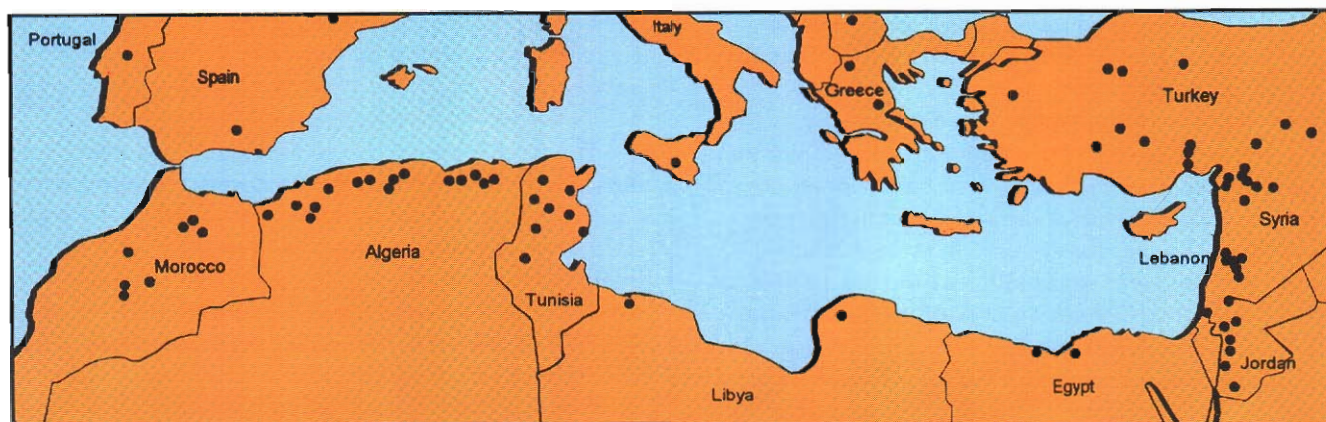 Portugal
Spain
Italy
Greece
Turkey
Syria
Lebanon
Morocco
Algeria
Tunisia
Libya
Egypt
Jordan